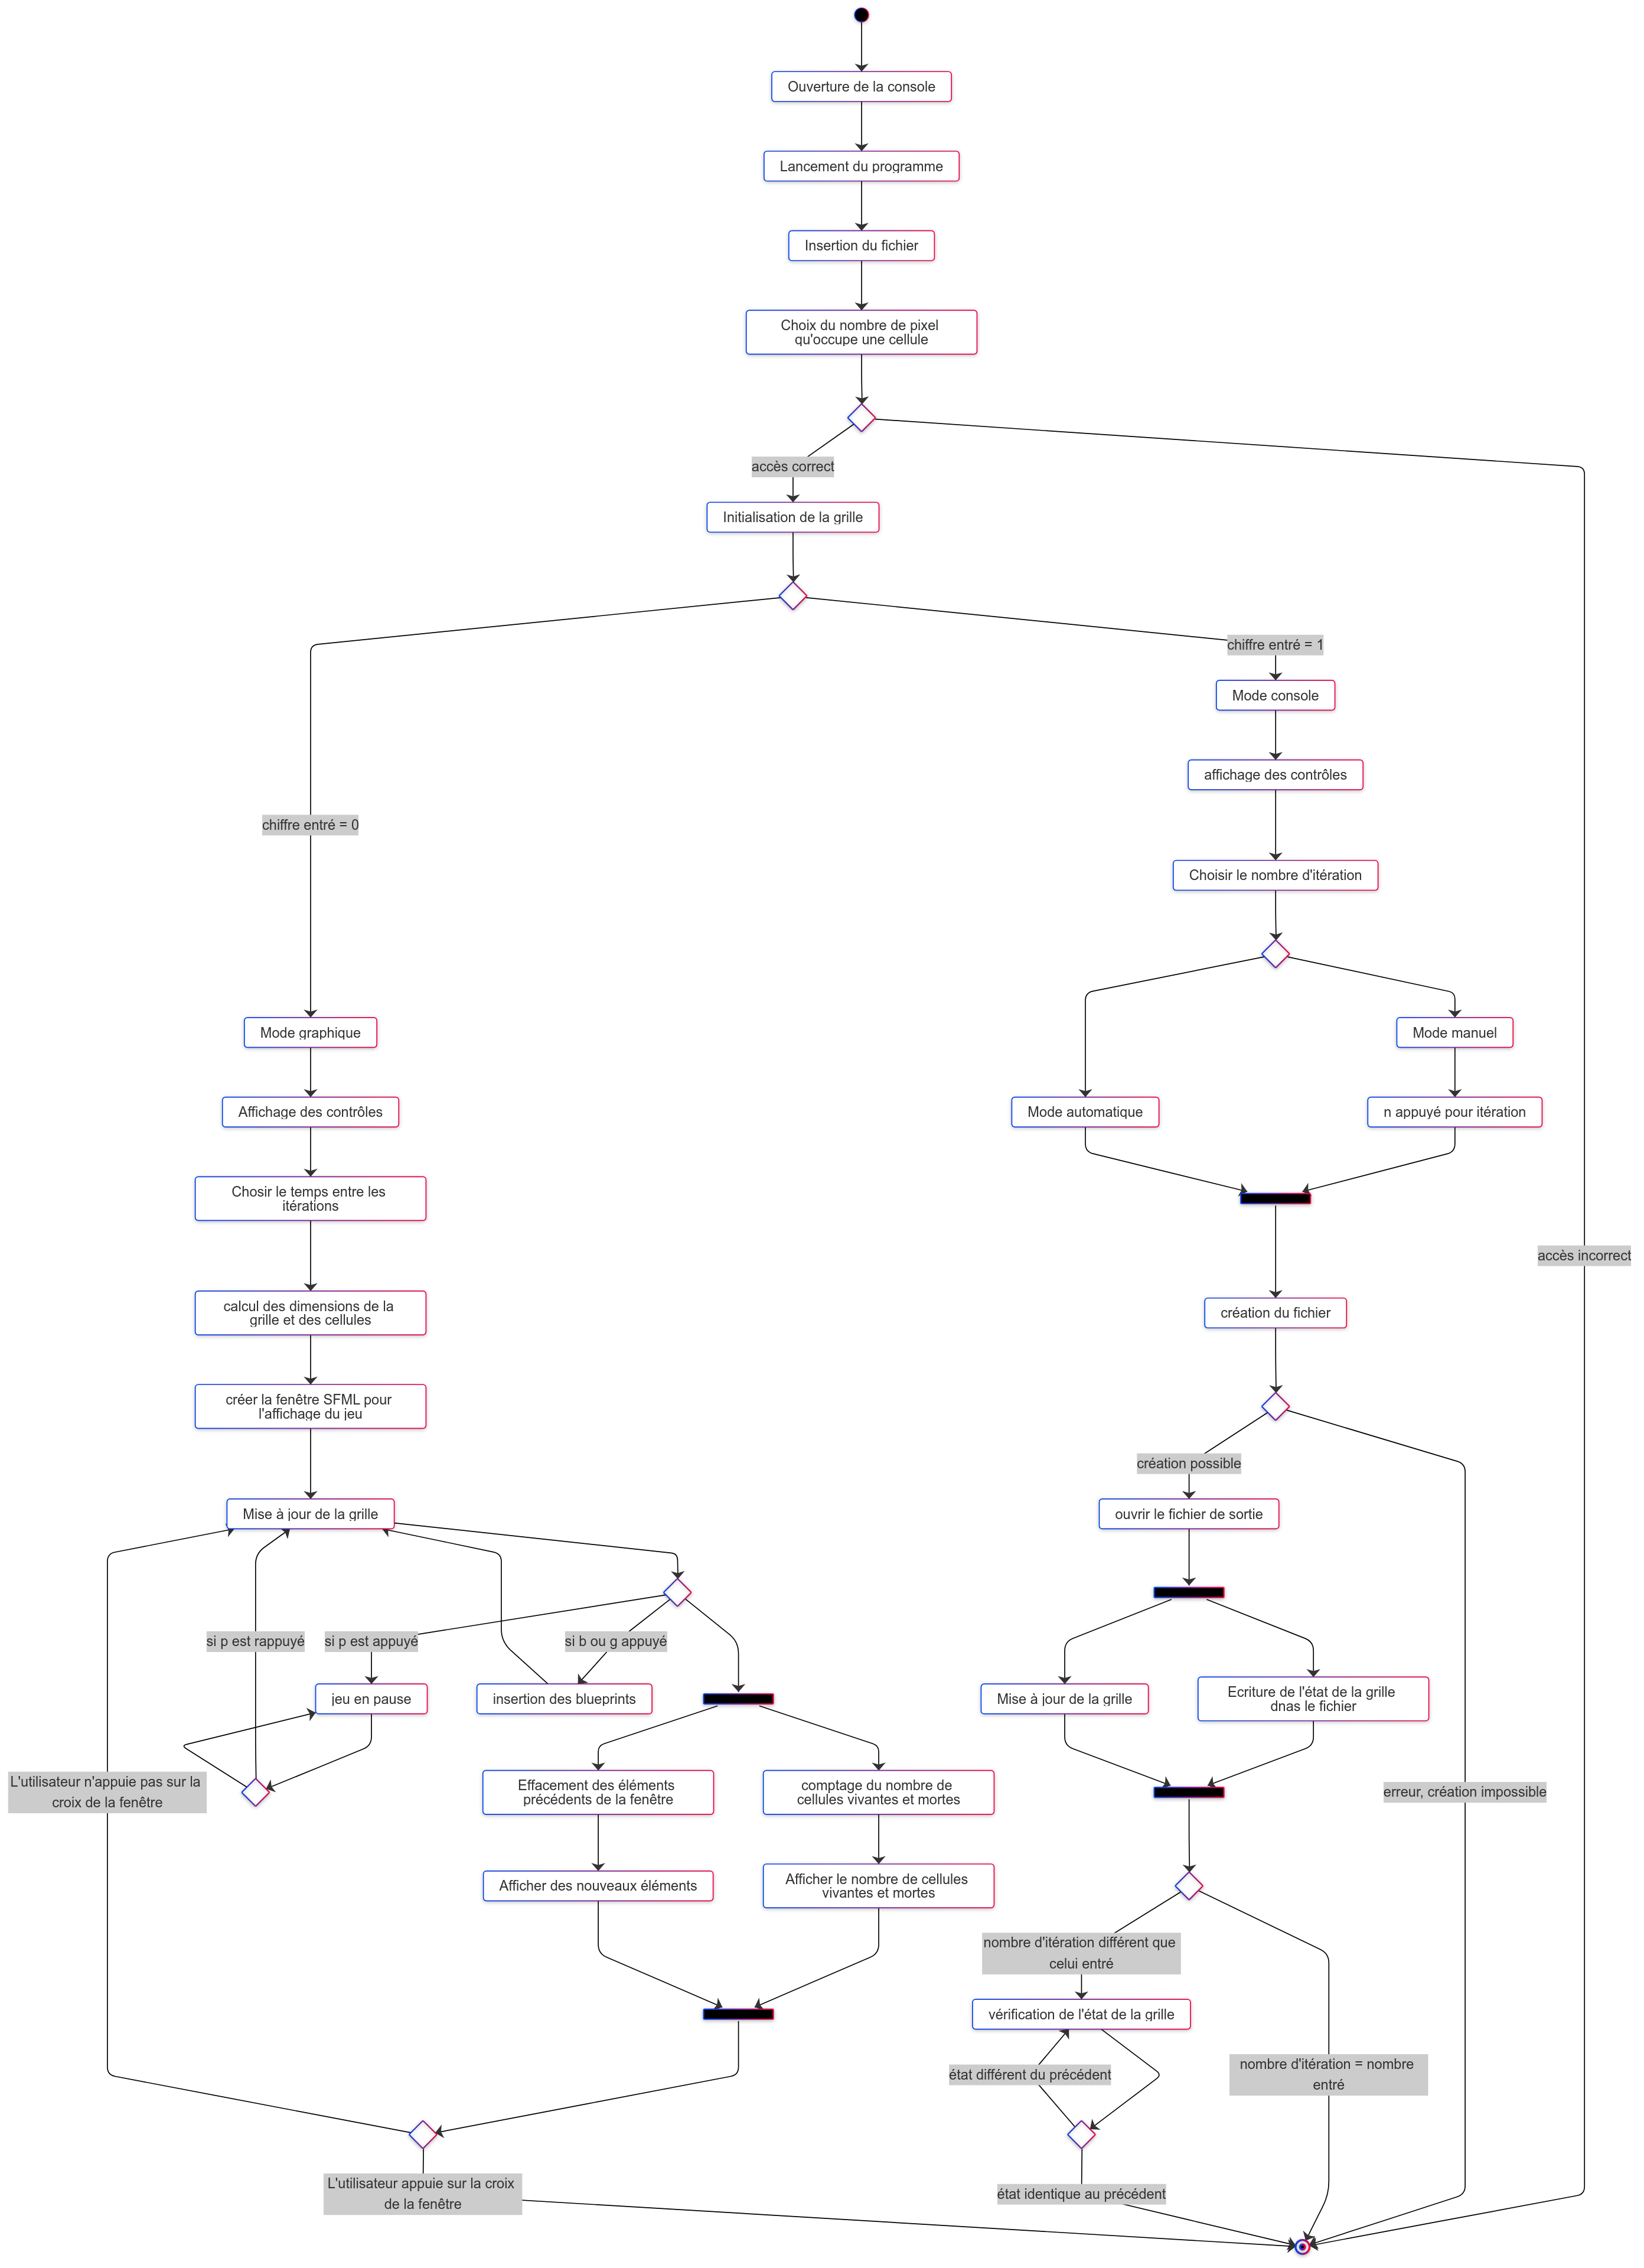 Ouverture de la console
Lancement du programme
Insertion du fichier
Choix du nombre de pixel
qu'occupe une cellule
accès correct
Initialisation de la grille
chiffre entré = 1
Mode console
affichage des contrôles
chiffre entré = 0
Choisir le nombre d'itération
Mode graphique
Mode manuel
Affichage des contrôles
Mode automatique
n appuyé pour itération
Chosir le temps entre les
itérations
accès incorrect
calcul des dimensions de la
grille et des cellules
création du fichier
créer la fenêtre SFML pour
l'affichage du jeu
création possible
Mise à jour de la grille
ouvrir le fichier de sortie
si p est rappuyé
si p est appuyé
si b ou g appuyé
jeu en pause
insertion des blueprints
Mise à jour de la grille
Ecriture de l'état de la grille
dnas le fichier
L'utilisateur n'appuie pas sur la
croix de la fenêtre
Effacement des éléments
précédents de la fenêtre
comptage du nombre de
cellules vivantes et mortes
erreur, création impossible
Afficher des nouveaux éléments
Afficher le nombre de cellules
vivantes et mortes
nombre d'itération différent que
celui entré
vérification de l'état de la grille
état différent du précédent
nombre d'itération = nombre
entré
L'utilisateur appuie sur la croix
de la fenêtre
état identique au précédent